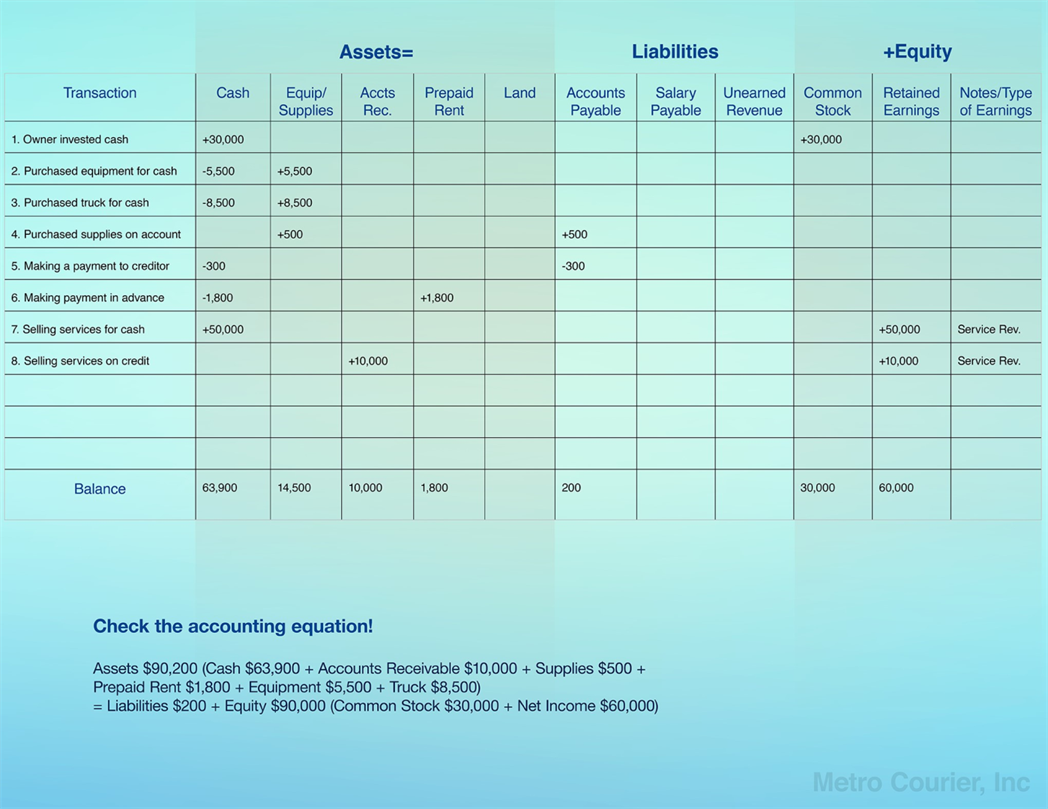 Assets= Liabilities +Equity
Transaction Cash Equip/ Supplies Accts Rec. Prepaid Rent Land Accounts Payable Salary Payable Unearned Revenue Common Stock Retained Earnings Notes/Type of Earnings
1. Owner invested cash +30,000 +30,000
2. Purchased equipment for cash -5,500 +5,500
3. Purchased truck for cash -8,500 +8,500
4. Purchased supplies on account +500 +500
5. Making a payment to creditor -300 -300
6. Making payment in advance -1,800 +1,800
7. Selling services for cash +50,000 +50,000 Service Rev.
8. Selling services on credit +10,000 +10,000 Service Rev.
Balance 63,900 14,500 10,000 1,800 200 30,000 60,000
Check the accounting equation!
Assets $90,200 (Cash $63,900 + Accounts Receivable $10,000 + Supplies $500 +
Prepaid Rent $1,800 + Equipment $5,500 + Truck $8,500)
= Liabilities $200 + Equity $90,000 (Common Stock $30,000 + Net Income $60,000)
Metro Courier, Inc